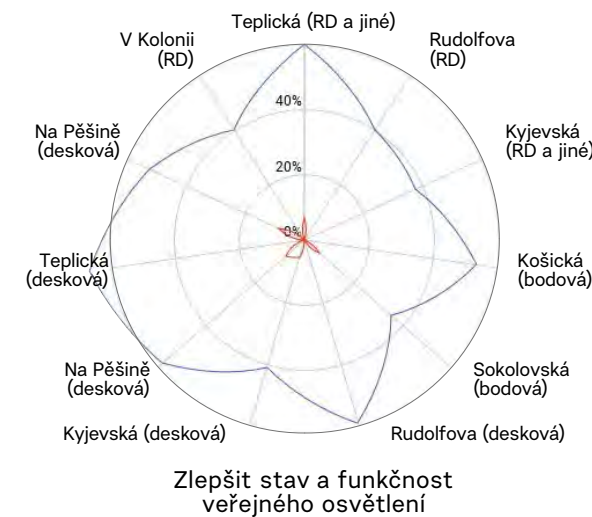 Teplická (RD a jiné)
V Kolonii
(RD)
Rudolfova
(RD)
40%
Na Pěšině
(desková)
Kyjevská
(RD a jiné)
20%
0%
Teplická
(desková)
Košická
(bodová)
Na Pěšině
(desková)
Sokolovská
(bodová)
Kyjevská (desková)
Rudolfova (desková)
Zlepšit stav a funkčnost
veřejného osvětlení